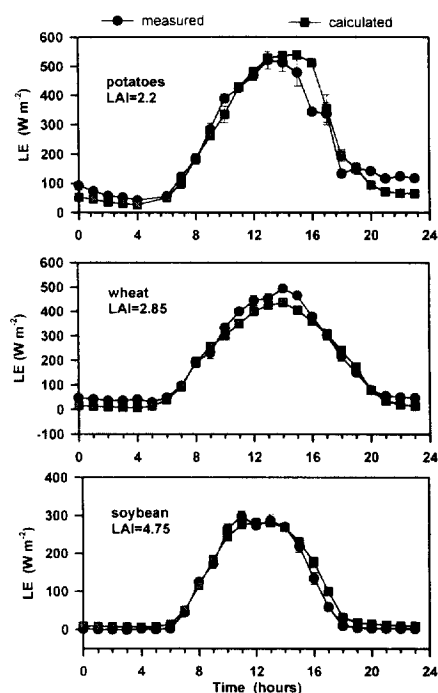 measured calculated
600
500
400
300
200
100
0
LE (W m-2)
potatoes
LAI=2.2
0 4 8 12 16 20 24
600
500
400
300
200
100
0
-100
LE (W m-2)
wheat
LAI=2.85
0 4 8 12 16 20 24
400
300
200
100
0
LE (W m-2)
soybean
LAI=4.75
0 4 8 12 16 20 24
Time (hours)